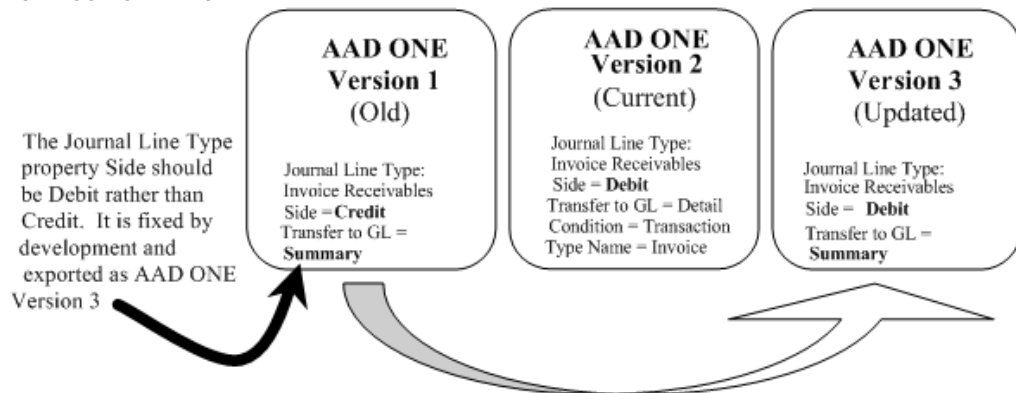 AAD ONE
Version 1
(Old)
Journal Line Type:
Invoice Receivables
Side = Credit
Transfer to GL =
Summary
AAD ONE
Version 2
(Current)
Journal Line Type:
Invoice Receivables
Side = Debit
Transfer to GL = Detail
Condition = Transaction
Type Name = Invoice
AAD ONE
Version 3
(Updated)
Journal Line Type:
Invoice Receivables
Side = Debit
Transfer to GL =
Summary
The Journal Line Type
property Side should
be Debit rather than
Credit. It is fixed by
development and
exported as AAD ONE
Version 3